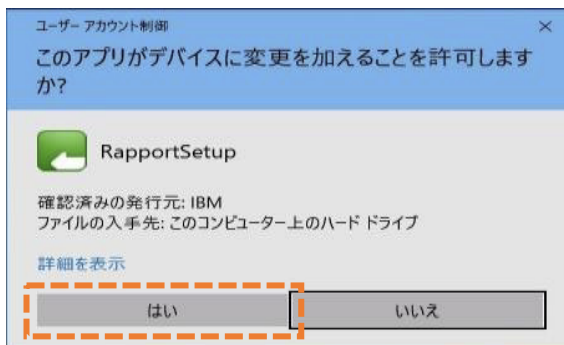 ユーザー アカウント制御
このアプリがデバイスに変更を加えることを許可します
か?
RapportSetup
確認済みの発行元: IBM
ファイルの入手先: このコンピューター上のハード ドライブ
詳細を表示
はい
いいえ